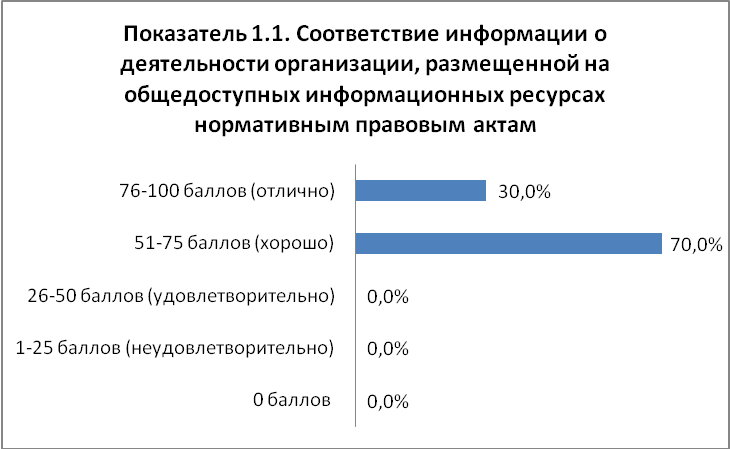 Показатель 1.1. Соответствие информации о
деятельности организации, размещенной на
общедоступных информационных ресурсах
нормативным правовым актам
76-100 баллов (отлично) 30,0%
51-75 баллов (хорошо) 70,0%
26-50 баллов (удовлетворительно) 0,0%
1-25 баллов (неудовлетворительно) 0,0%
0 баллов 0,0%